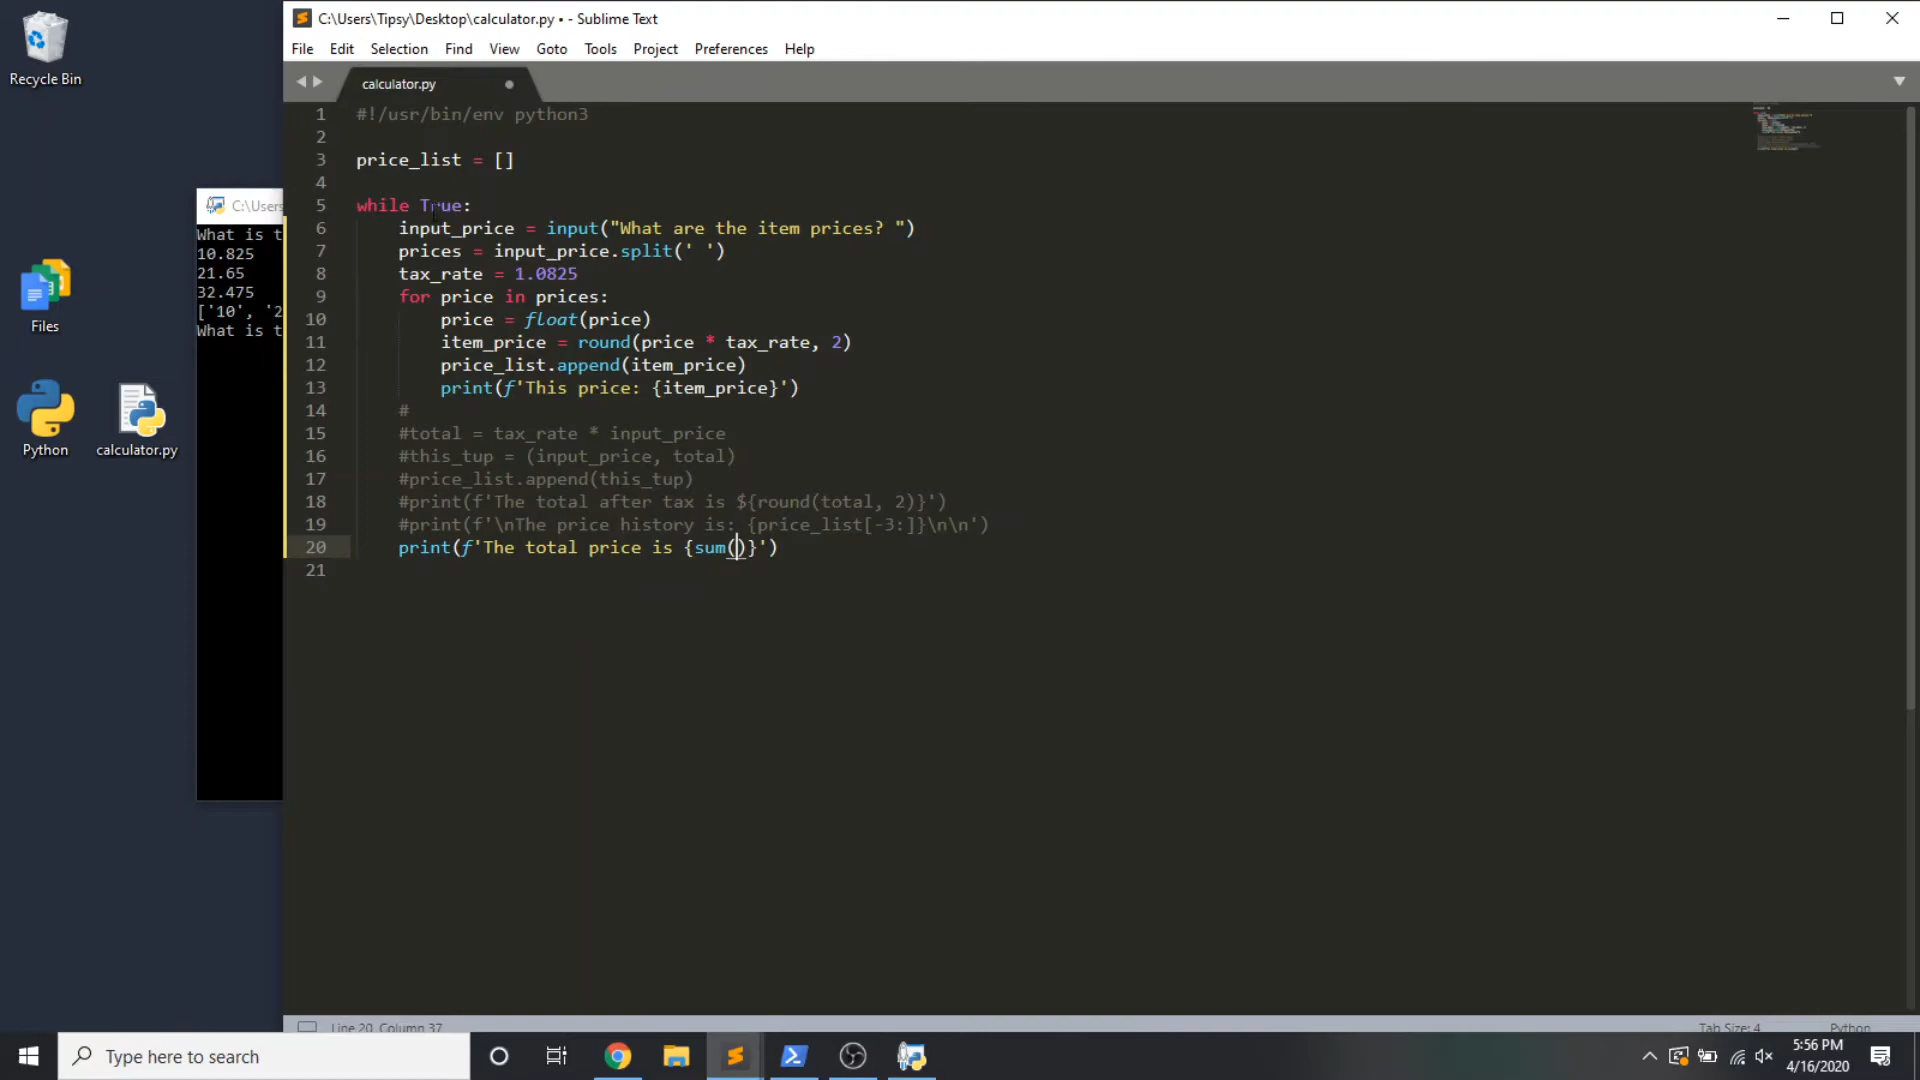 Recycle Bin
Files
Python
calculator.py
C:\Users
What is t
10.825
21.65
32.475
['10', '2
What is t
C:\Users\Tipsy\Desktop\calculator.py • - Sublime Text
File Edit Selection Find View Goto Tools Project Preferences Help
calculator.py
1 #!/usr/bin/env python3
2
3 price_list = []
4
5 while True:
6 input_price = input("What are the item prices? ")
7 prices = input_price.split(' ')
8 tax_rate = 1.0825
9 for price in prices:
10 price = float(price)
11 item_price = round(price * tax_rate, 2)
12 price_list.append(item_price)
13 print(f'This price: {item_price}')
14 #
15 #total = tax_rate * input_price
16 #this_tup = (input_price, total)
17 #price_list.append(this_tup)
18 #print(f'The total after tax is ${round(total, 2)}')
19 #print(f'\nThe price history is: {price_list[-3:]}\n\n')
20 print(f'The total price is {sum()}')
21
Line 20, Column 37
Tab Size: 4
Python
Type here to search
5:56 PM
4/16/2020